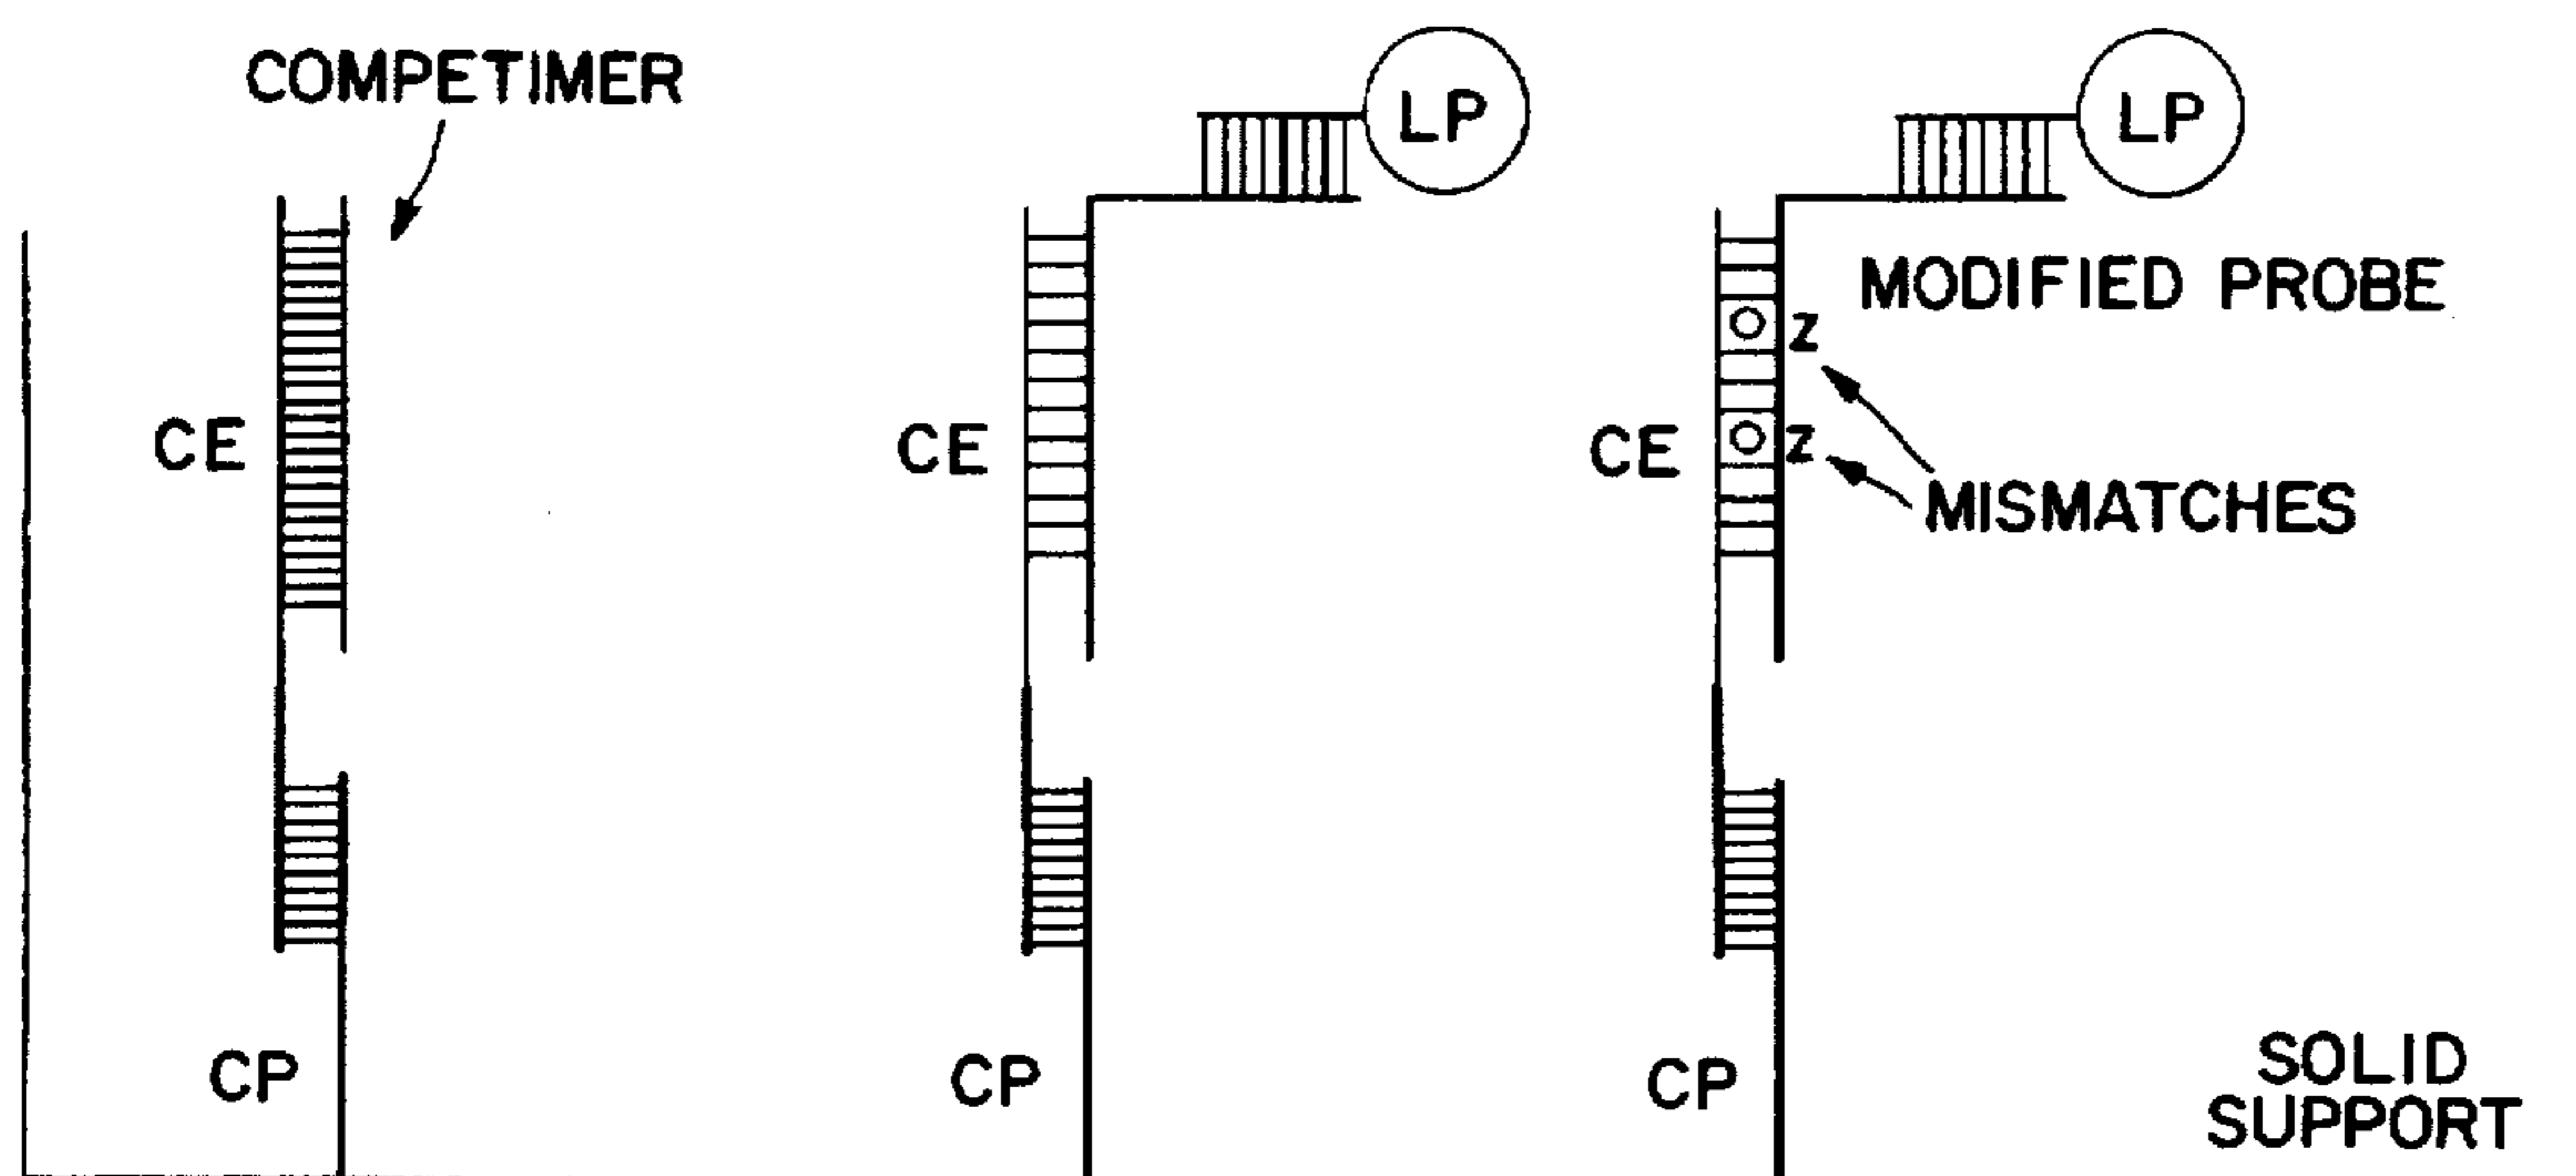 COMPETIMER
LP
LP
MODIFIED PROBE
Z
CE
CE
CE
Z
MISMATCHES
CP
CP
CP
SOLID
SUPPORT